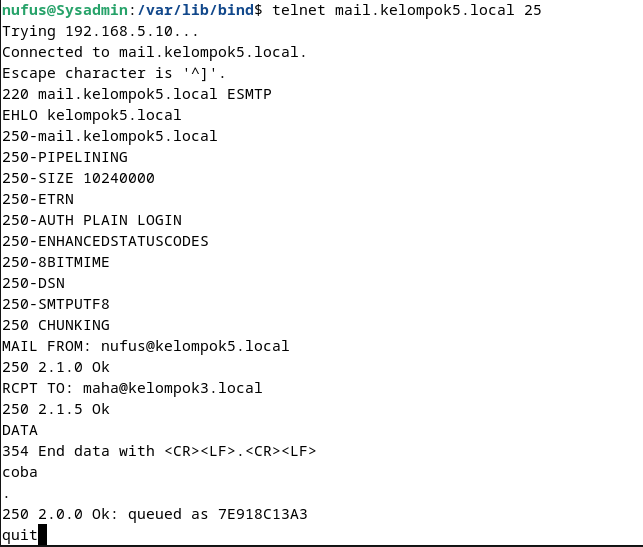 nufus@Sysadmin:/var/lib/bind$ telnet mail.kelompok5.local 25
Trying 192.168.5.10...
Connected to mail.kelompok5.local.
Escape character is '^]'.
220 mail.kelompok5.local ESMTP
EHLO kelompok5.local
250-mail.kelompok5.local
250-PIPELINING
250-SIZE 10240000
250-ETRN
250-AUTH PLAIN LOGIN
250-ENHANCEDSTATUSCODES
250-8BITMIME
250-DSN
250-SMTPUTF8
250 CHUNKING
MAIL FROM: nufus@kelompok5.local
250 2.1.0 Ok
RCPT TO: maha@kelompok3.local
250 2.1.5 Ok
DATA
354 End data with <CR><LF>.<CR><LF>
coba
.
250 2.0.0 Ok: queued as 7E918C13A3
quit